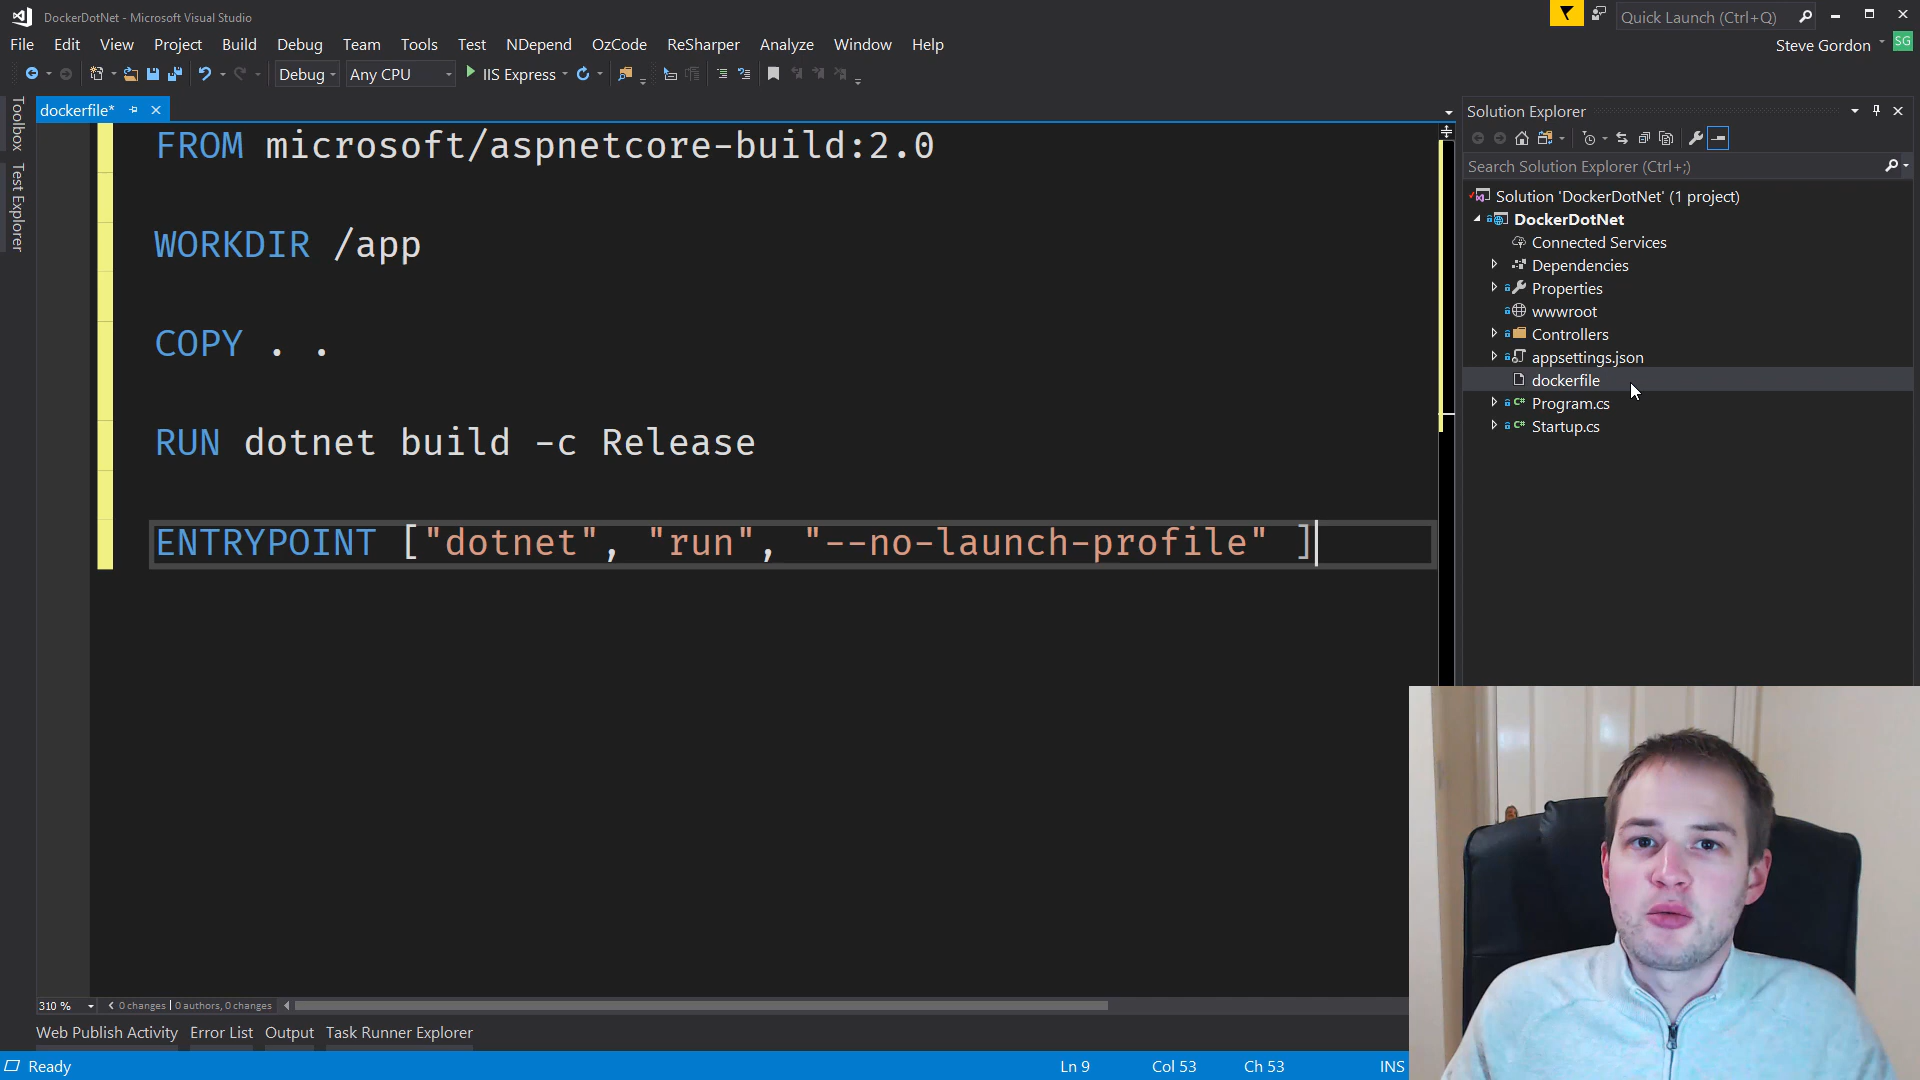 DockerDotNet - Microsoft Visual Studio
Quick Launch (Ctrl+Q)
File Edit View Project Build Debug Team Tools Test NDepend OzCode ReSharper Analyze Window Help
Steve Gordon
SG
Debug Any CPU IIS Express
Toolbox
Test Explorer
dockerfile*
FROM microsoft/aspnetcore-build:2.0
WORKDIR /app
COPY . .
RUN dotnet build -c Release
ENTRYPOINT ["dotnet", "run", "--no-launch-profile" ]
Solution Explorer
Search Solution Explorer (Ctrl+;)
Solution 'DockerDotNet' (1 project)
DockerDotNet
Connected Services
Dependencies
Properties
wwwroot
Controllers
appsettings.json
dockerfile
C# Program.cs
C# Startup.cs
310 % 0 changes | 0 authors, 0 changes
Web Publish Activity Error List Output Task Runner Explorer
Ready Ln 9 Col 53 Ch 53 INS